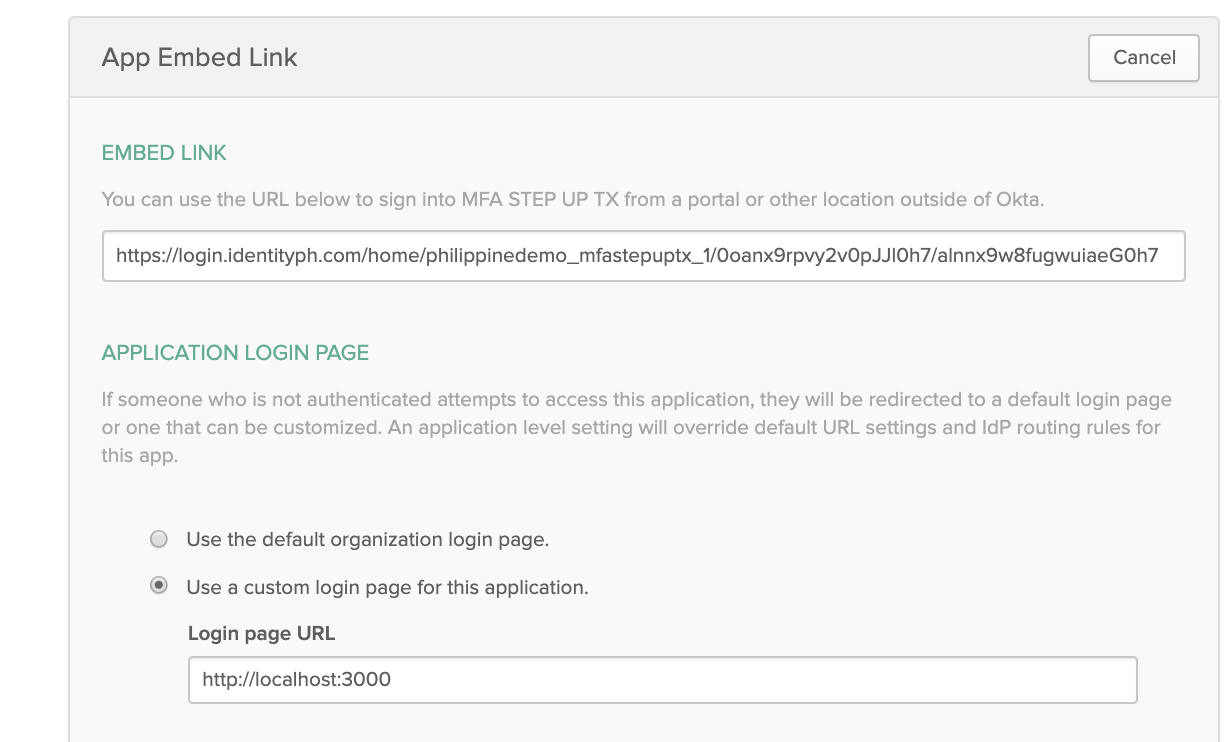 App Embed Link
Cancel
EMBED LINK
You can use the URL below to sign into MFA STEP UP TX from a portal or other location outside of Okta.
https://login.identityph.com/home/philippinedemo_mfastepuptx_1/0oanx9rpvy2v0pJJl0h7/alnnx9w8fugwuiaeG0h7
APPLICATION LOGIN PAGE
If someone who is not authenticated attempts to access this application, they will be redirected to a default login page
or one that can be customized. An application level setting will override default URL settings and IdP routing rules for
this app.
Use the default organization login page.
Use a custom login page for this application.
Login page URL
http://localhost:3000